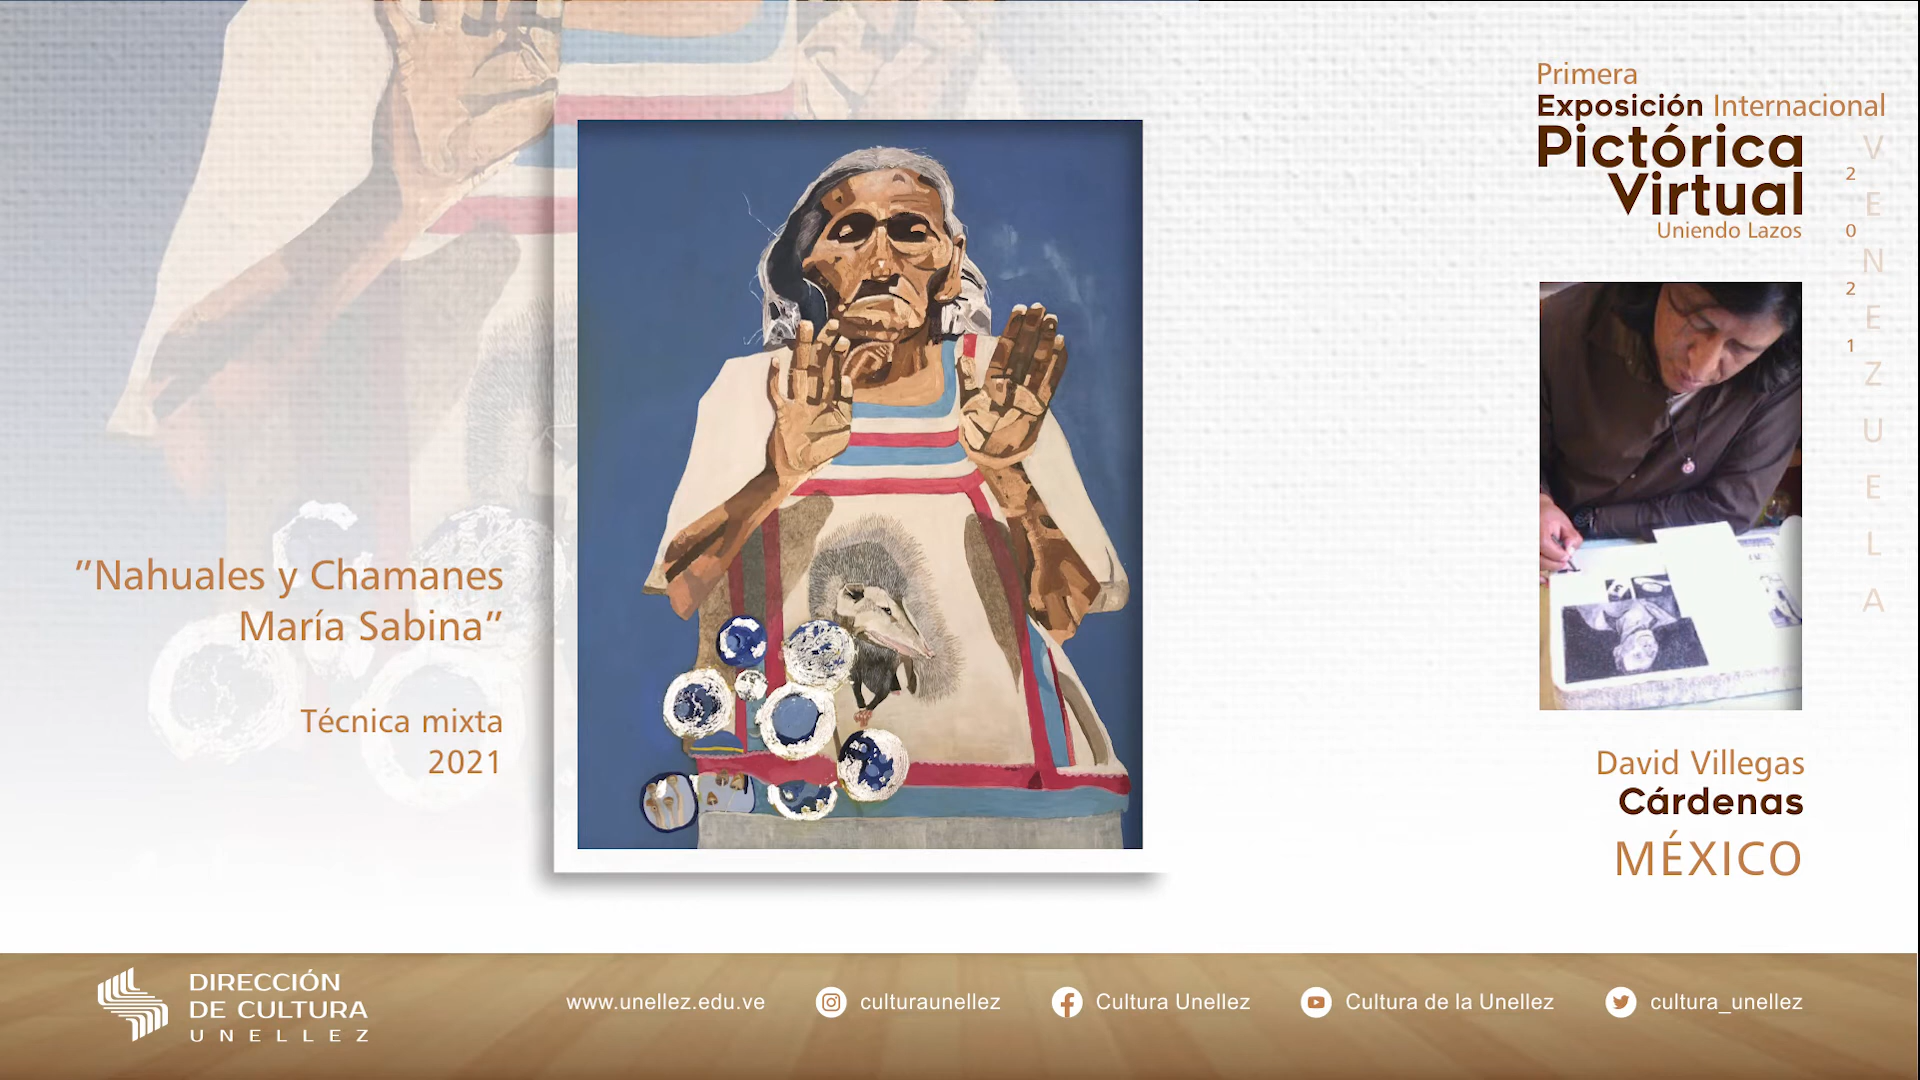 Primera
Exposición Internacional
Pictórica
Virtual
Uniendo Lazos
2021
VENEZUELA
”Nahuales y Chamanes
María Sabina”
Técnica mixta
2021
David Villegas
Cárdenas
MÉXICO
DIRECCIÓN
DE CULTURA
UNELLEZ
www.unellez.edu.ve
culturaunellez
Cultura Unellez
Cultura de la Unellez
cultura_unellez